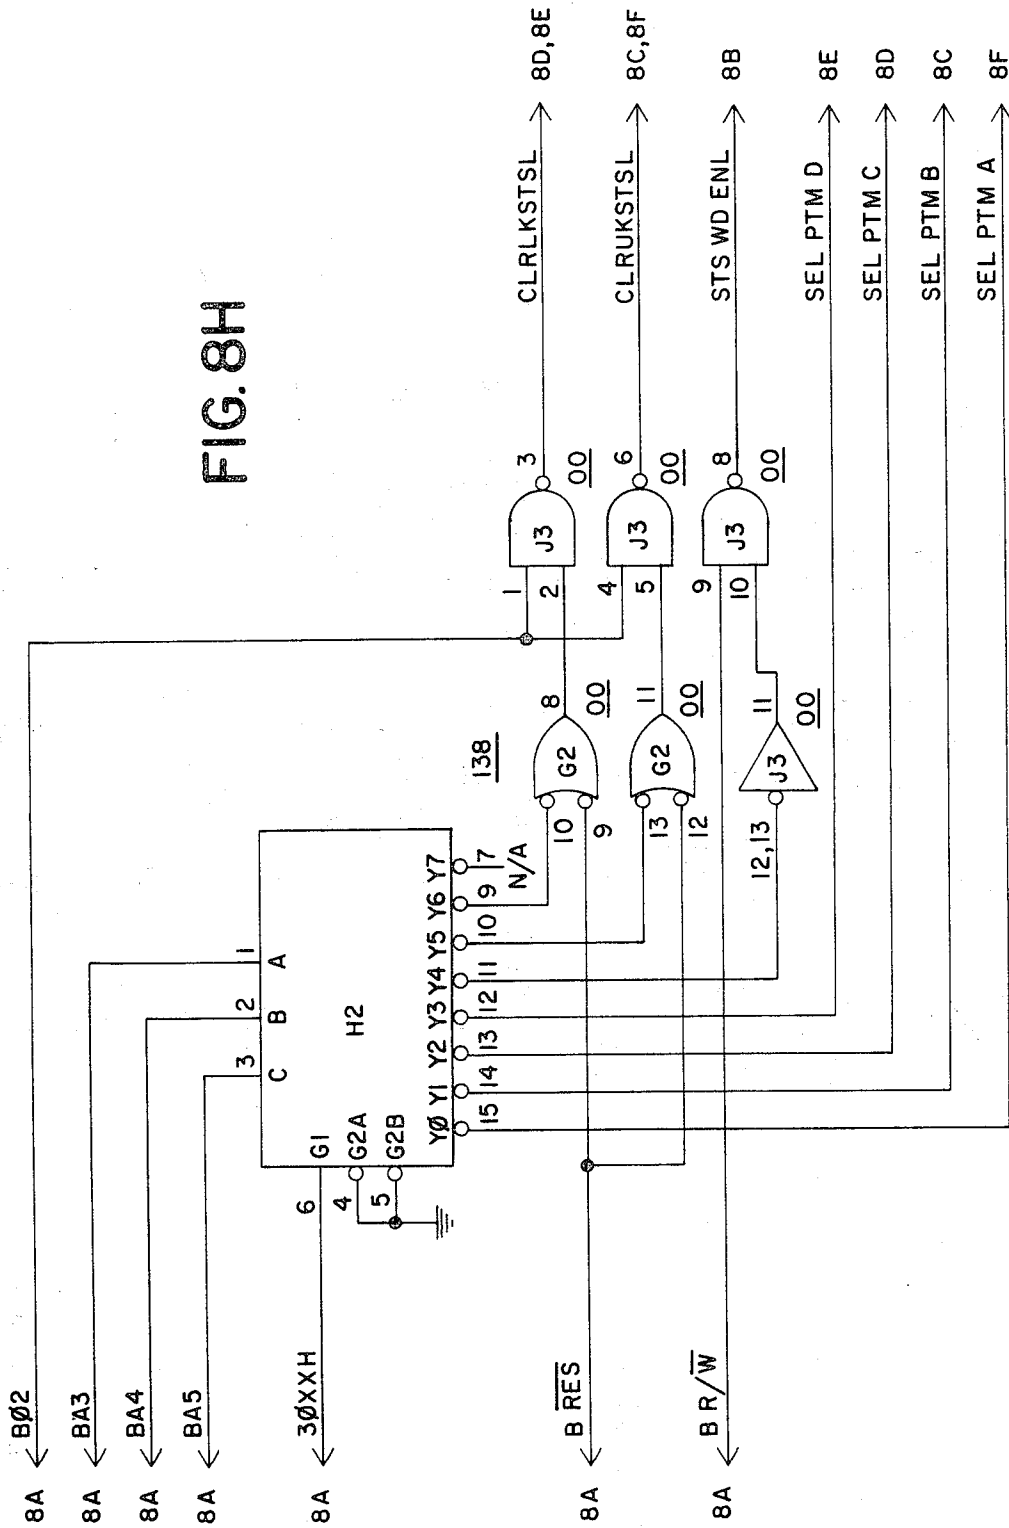 FIG. 8H
8A BØ2
8A BA3
8A BA4
8A BA5
8A 30XXH
8A B RES
8A B R/W
H2
1 A
2 B
3 C
6 G1
4 G2A
5 G2B
YØ 15
Y1 14
Y2 13
Y3 12
Y4 11
Y5 10
Y6 9
Y7 7
N/A
138
10
9
G2
8
00
13
12
G2
11
00
12,13
J3
11
00
1
2
J3
3
00
4
5
J3
6
00
9
10
J3
8
00
CLRLKSTSL 8D,8E
CLRUKSTSL 8C,8F
STS WD ENL 8B
SEL PTM D 8E
SEL PTM C 8D
SEL PTM B 8C
SEL PTM A 8F